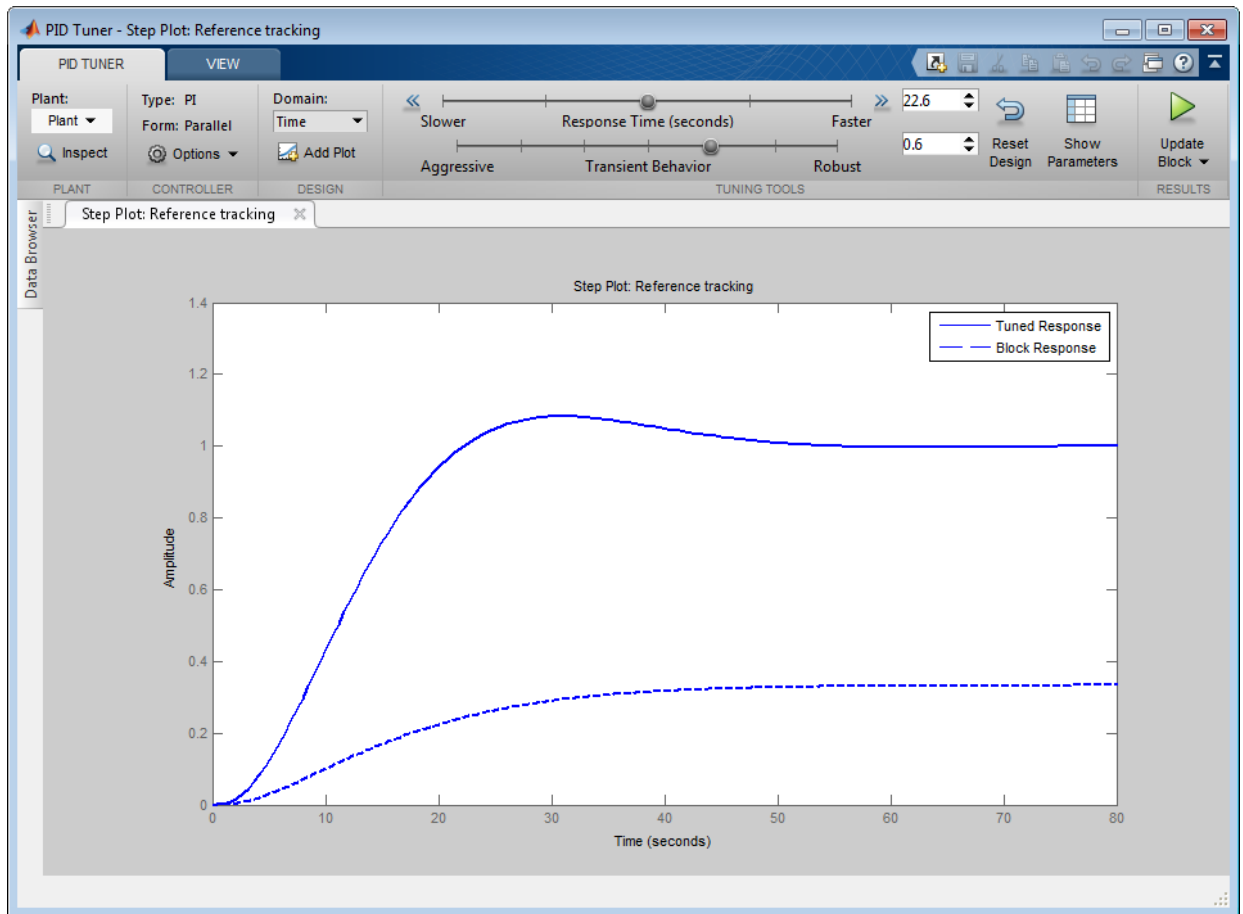 PID Tuner - Step Plot: Reference tracking
PID TUNER
VIEW
Plant:
Plant
Inspect
PLANT
Type: PI
Form: Parallel
Options
CONTROLLER
Domain:
Time
Add Plot
DESIGN
Slower
Response Time (seconds)
Faster
22.6
Aggressive
Transient Behavior
Robust
0.6
Reset
Design
Show
Parameters
TUNING TOOLS
Update
Block
RESULTS
Data Browser
Step Plot: Reference tracking
Step Plot: Reference tracking
Tuned Response
Block Response
Amplitude
1.4
1.2
1
0.8
0.6
0.4
0.2
0
0 10 20 30 40 50 60 70 80
Time (seconds)